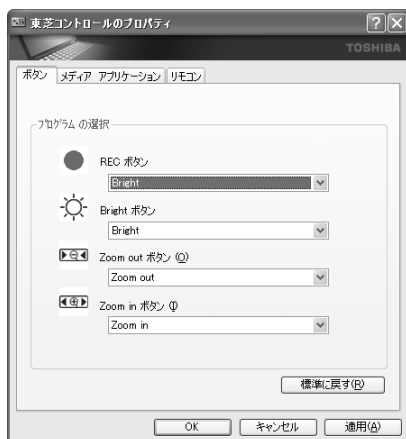 東芝コントロールのプロパティ
TOSHIBA
ボタン メディア アプリケーション リモコン
プログラム の選択
REC ボタン
Bright
Bright ボタン
Bright
Zoom out ボタン (O)
Zoom out
Zoom in ボタン (I)
Zoom in
標準に戻す(R)
OK キャンセル 適用(A)